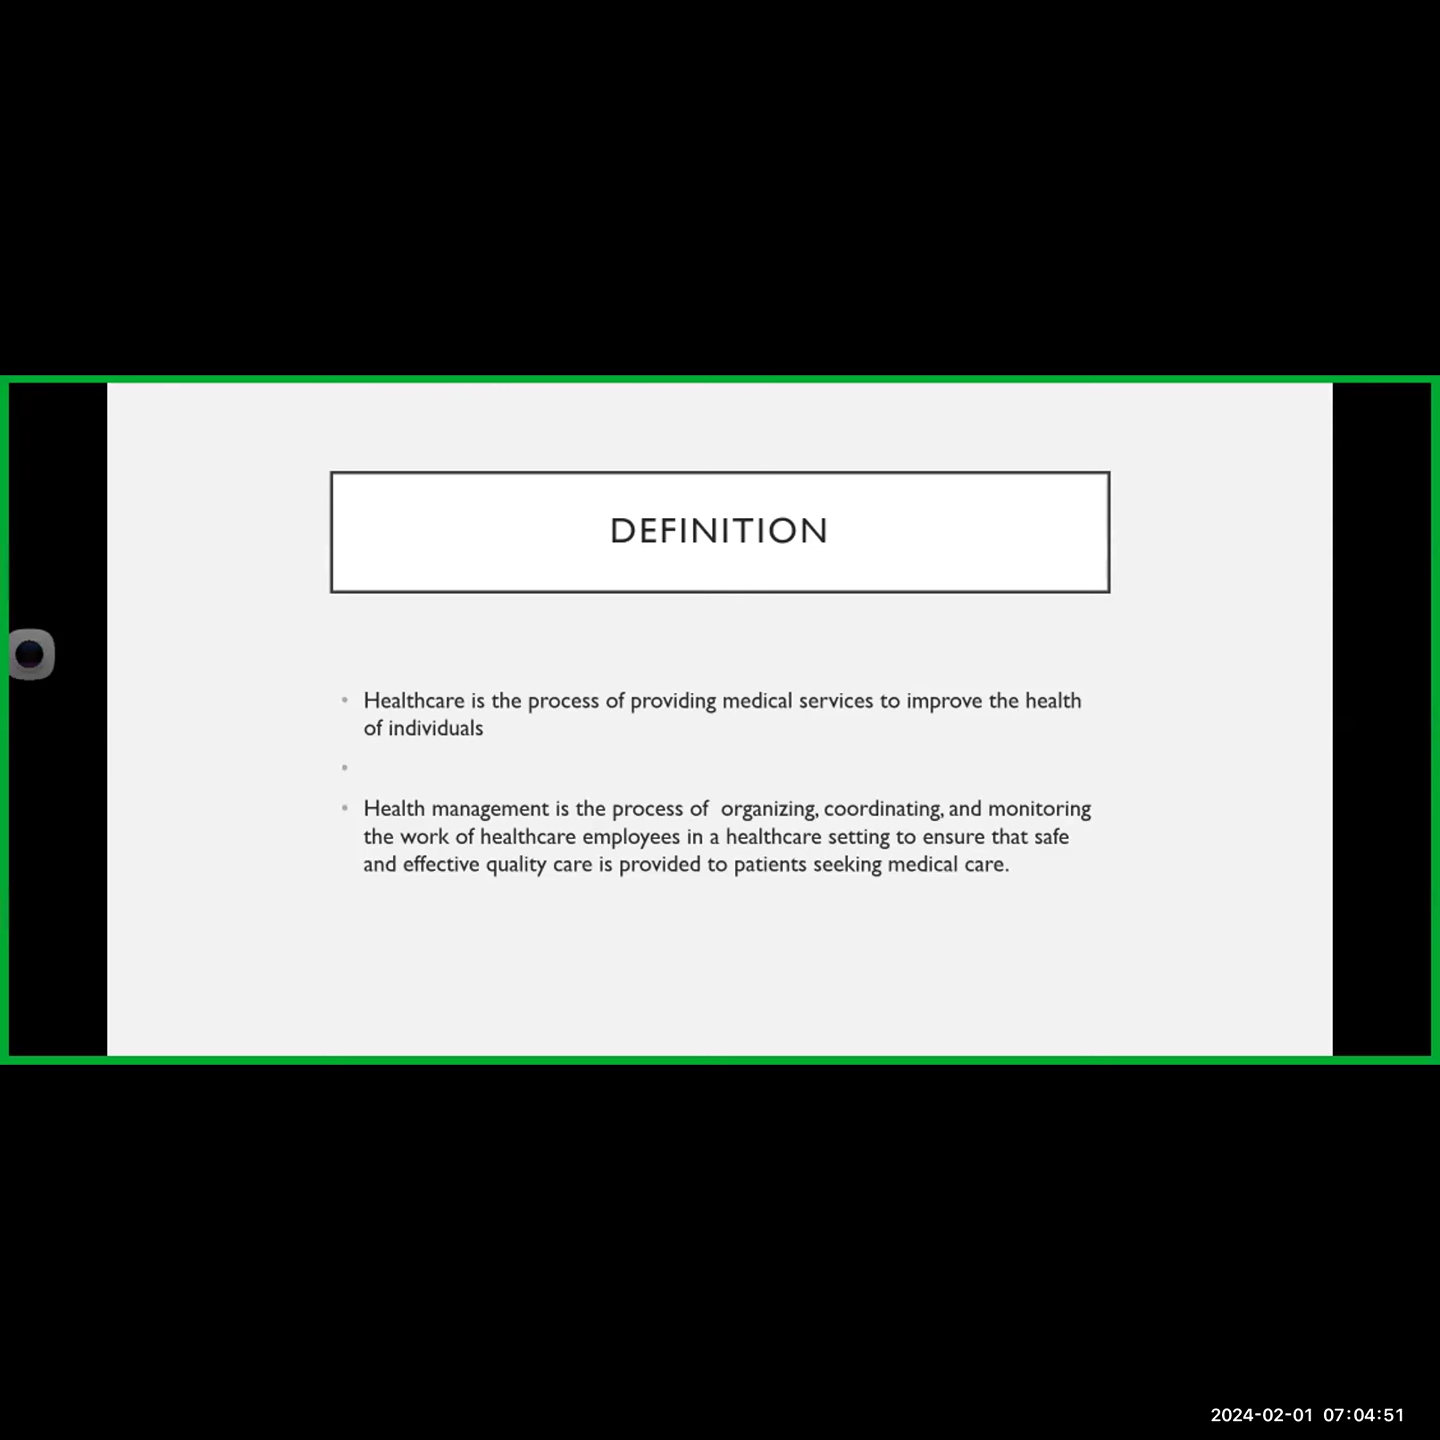 DEFINITION
• Healthcare is the process of providing medical services to improve the health
of individuals
•
• Health management is the process of  organizing, coordinating, and monitoring
the work of healthcare employees in a healthcare setting to ensure that safe
and effective quality care is provided to patients seeking medical care.
2024-02-01 07:04:51